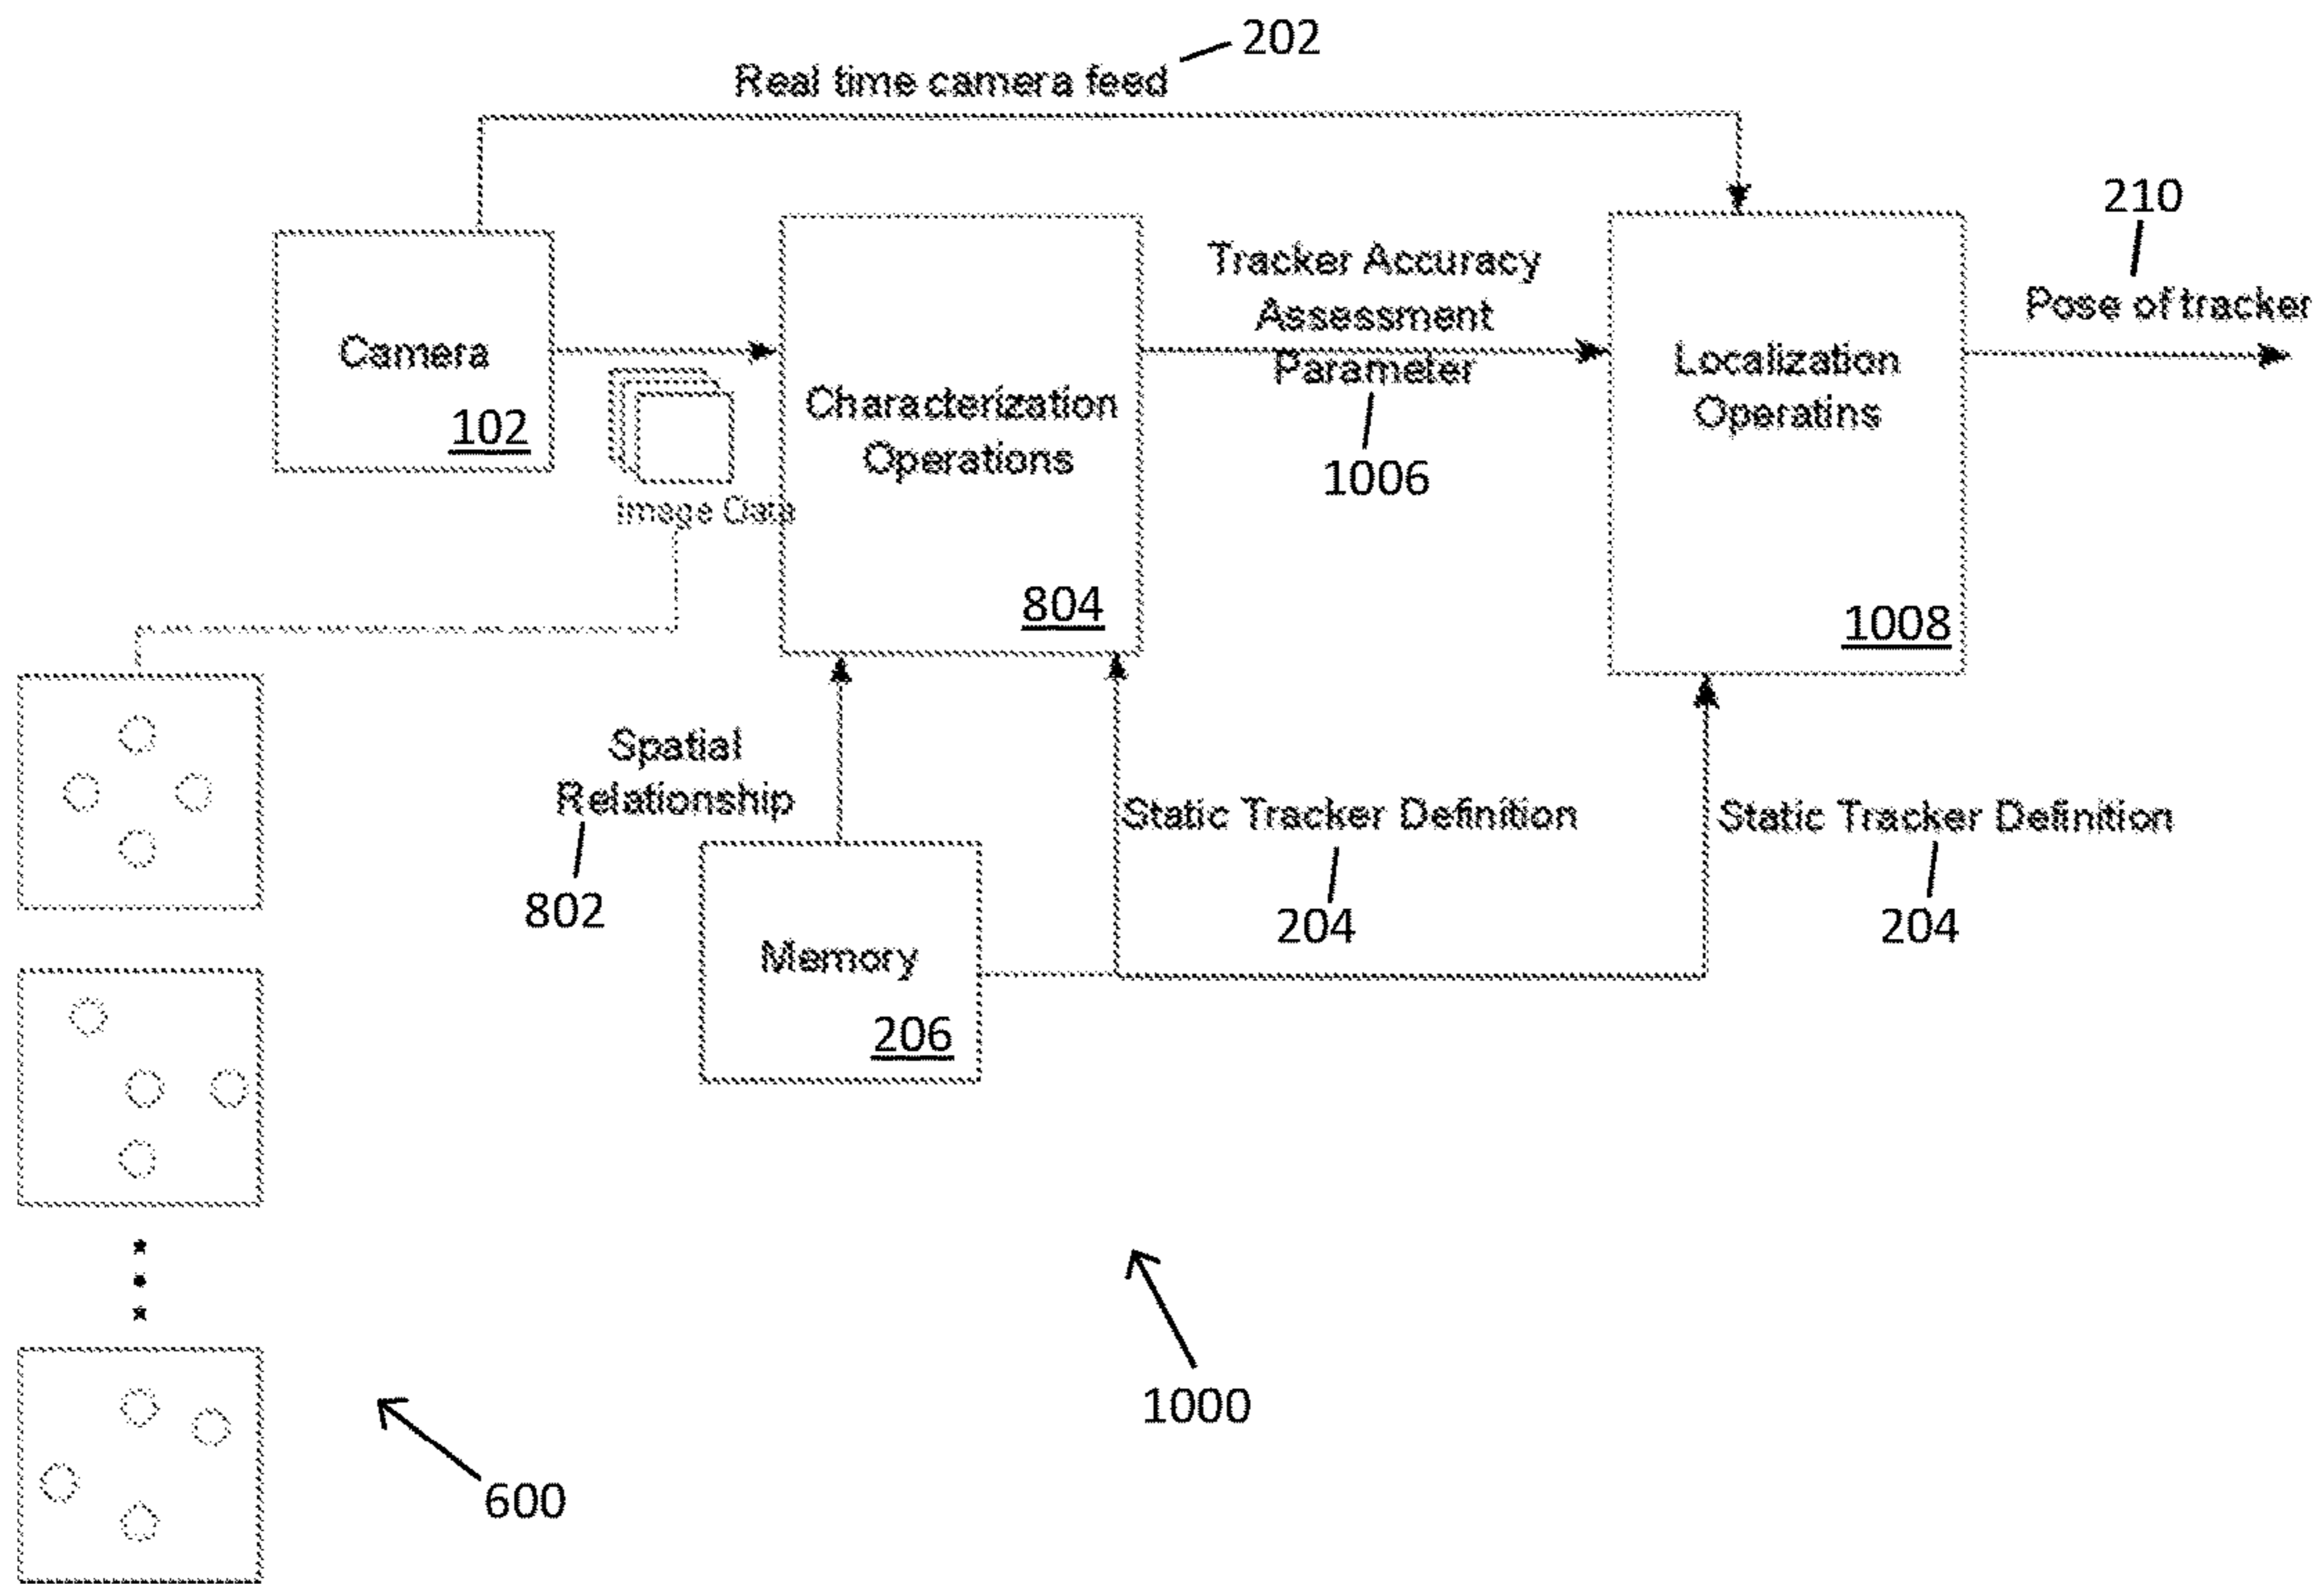 202
Real time camera feed
210
Pose of tracker
Camera
102
Image Data
Characterization
Operations
804
Tracker Accuracy
Assessment
Parameter
1006
Localization
Operatins
1008
Spatial
Relationship
802
Memory
206
Static Tracker Definition
204
Static Tracker Definition
204
1000
600